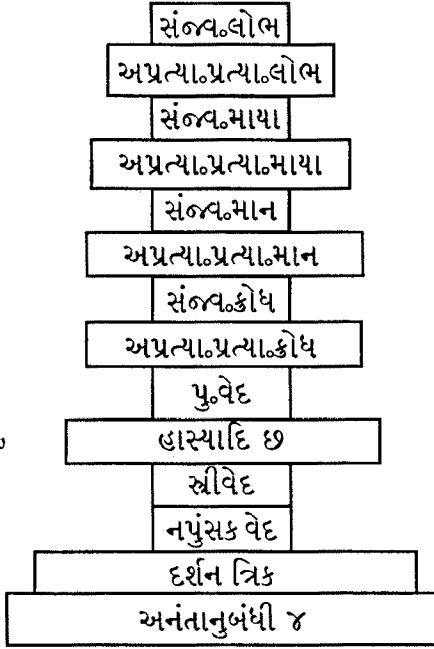 સંજ્વ૰લોભ
અપ્રત્યા૰પ્રત્યા૰લોભ
સંજ્વ૰માયા
અપ્રત્યા૰પ્રત્યા૰માયા
સંજ્વ૰માન
અપ્રત્યા૰પ્રત્યા૰માન
સંજ્વ૰ક્રોધ
અપ્રત્યા૰પ્રત્યા૰ક્રોધ
પુ૰વેદ
હાસ્યાદિ છ
સ્ત્રીવેદ
નપુંસક વેદ
દર્શન ત્રિક
અનંતાનુબંધી ૪